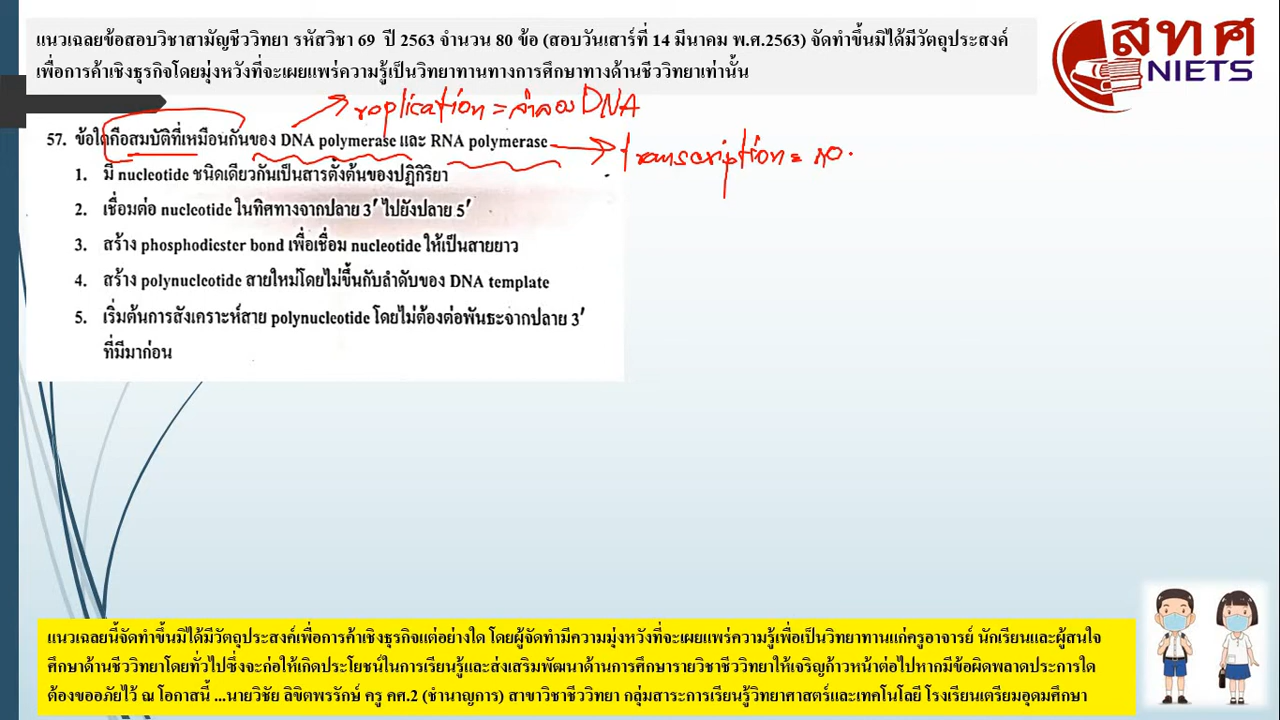 แนวเฉลยข้อสอบวิชาสามัญชีววิทยา รหัสวิชา 69 ปี 2563 จำนวน 80 ข้อ (สอบวันเสาร์ที่ 14 มีนาคม พ.ศ.2563) จัดทำขึ้นมิได้มีวัตถุประสงค์
เพื่อการค้าเชิงธุรกิจโดยมุ่งหวังที่จะเผยแพร่ความรู้เป็นวิทยาทานทางการศึกษาทางด้านชีววิทยาเท่านั้น
สทศ
NIETS
replication = จำลอง DNA
57. ข้อใดคือสมบัติที่เหมือนกันของ DNA polymerase และ RNA polymerase
transcription =
1. มี nucleotide ชนิดเดียวกันเป็นสารตั้งต้นของปฏิกิริยา
2. เชื่อมต่อ nucleotide ในทิศทางจากปลาย 3′ ไปยังปลาย 5′
3. สร้าง phosphodiester bond เพื่อเชื่อม nucleotide ให้เป็นสายยาว
4. สร้าง polynucleotide สายใหม่โดยไม่ขึ้นกับลำดับของ DNA template
5. เริ่มต้นการสังเคราะห์สาย polynucleotide โดยไม่ต้องต่อพันธะจากปลาย 3′
ที่มีมาก่อน
แนวเฉลยนี้จัดทำขึ้นมิได้มีวัตถุประสงค์เพื่อการค้าเชิงธุรกิจแต่อย่างใด โดยผู้จัดทำมีความมุ่งหวังที่จะเผยแพร่ความรู้เพื่อเป็นวิทยาทานแก่ครูอาจารย์ นักเรียนและผู้สนใจ
ศึกษาด้านชีววิทยาโดยทั่วไปซึ่งจะก่อให้เกิดประโยชน์ในการเรียนรู้และส่งเสริมพัฒนาด้านการศึกษารายวิชาชีววิทยาให้เจริญก้าวหน้าต่อไปหากมีข้อผิดพลาดประการใด
ต้องขออภัยไว้ ณ โอกาสนี้ ...นายวิชัย ลิขิตพรรักษ์ ครู คศ.2 (ชำนาญการ) สาขาวิชาชีววิทยา กลุ่มสาระการเรียนรู้วิทยาศาสตร์และเทคโนโลยี โรงเรียนเตรียมอุดมศึกษา